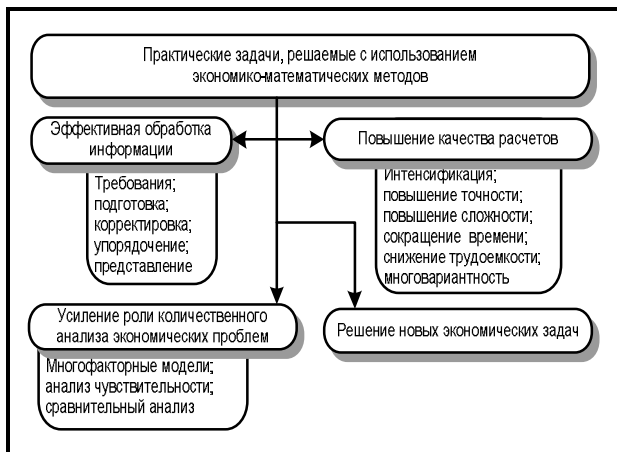 Практические задачи, решаемые с использованием
экономико-математических методов
Эффективная обработка
информации
Требования;
подготовка;
корректировка;
упорядочение;
представление
Повышение качества расчетов
Интенсификация;
повышение точности;
повышение сложности;
сокращение времени;
снижение трудоемкости;
многовариантность
Усиление роли количественного
анализа экономических проблем
Многофакторные модели;
анализ чувствительности;
сравнительный анализ
Решение новых экономических задач